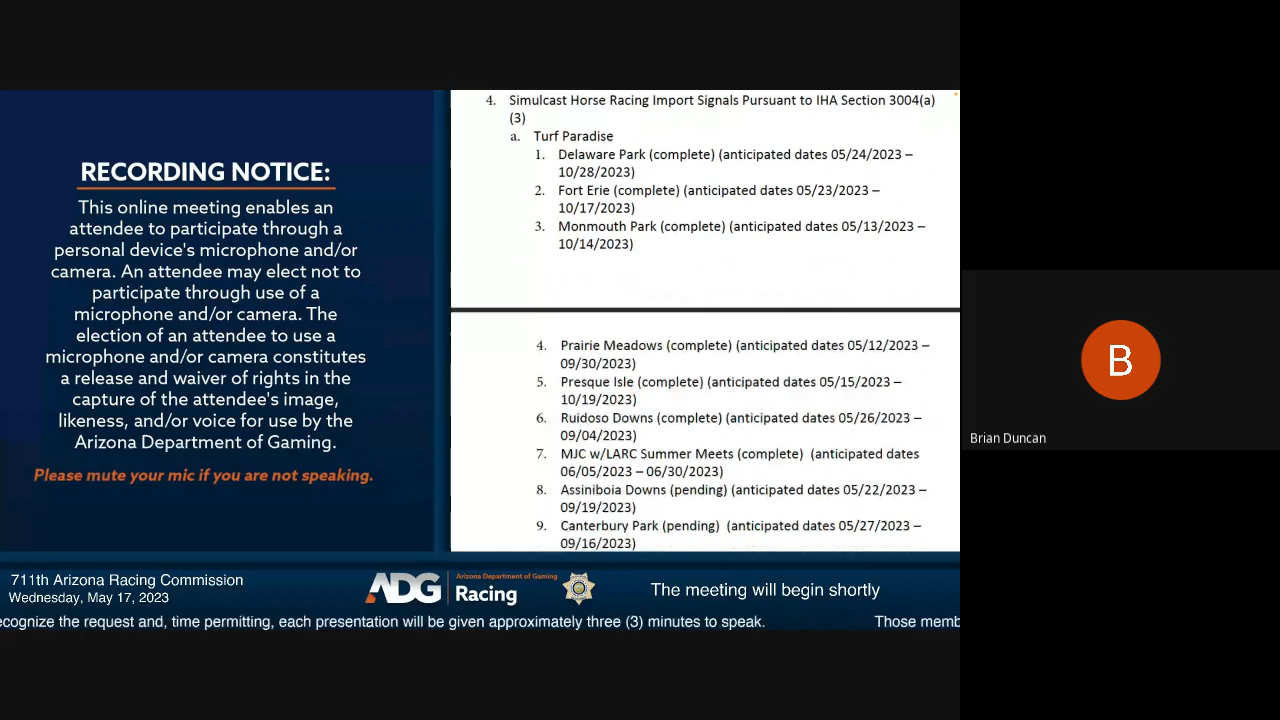 RECORDING NOTICE:
This online meeting enables an
attendee to participate through a
personal device's microphone and/or
camera. An attendee may elect not to
participate through use of a
microphone and/or camera. The
election of an attendee to use a
microphone and/or camera constitutes
a release and waiver of rights in the
capture of the attendee's image,
likeness, and/or voice for use by the
Arizona Department of Gaming.
Please mute your mic if you are not speaking.
4. Simulcast Horse Racing Import Signals Pursuant to IHA Section 3004(a)
(3)
a. Turf Paradise
1. Delaware Park (complete) (anticipated dates 05/24/2023 –
10/28/2023)
2. Fort Erie (complete) (anticipated dates 05/23/2023 –
10/17/2023)
3. Monmouth Park (complete) (anticipated dates 05/13/2023 –
10/14/2023)
4. Prairie Meadows (complete) (anticipated dates 05/12/2023 –
09/30/2023)
5. Presque Isle (complete) (anticipated dates 05/15/2023 –
10/19/2023)
6. Ruidoso Downs (complete) (anticipated dates 05/26/2023 –
09/04/2023)
7. MJC w/LARC Summer Meets (complete) (anticipated dates
06/05/2023 – 06/30/2023)
8. Assiniboia Downs (pending) (anticipated dates 05/22/2023 –
09/19/2023)
9. Canterbury Park (pending) (anticipated dates 05/27/2023 –
09/16/2023)
B
Brian Duncan
711th Arizona Racing Commission
Wednesday, May 17, 2023
ADG
Arizona Department of Gaming
Racing
The meeting will begin shortly
ecognize the request and, time permitting, each presentation will be given approximately three (3) minutes to speak. Those memb